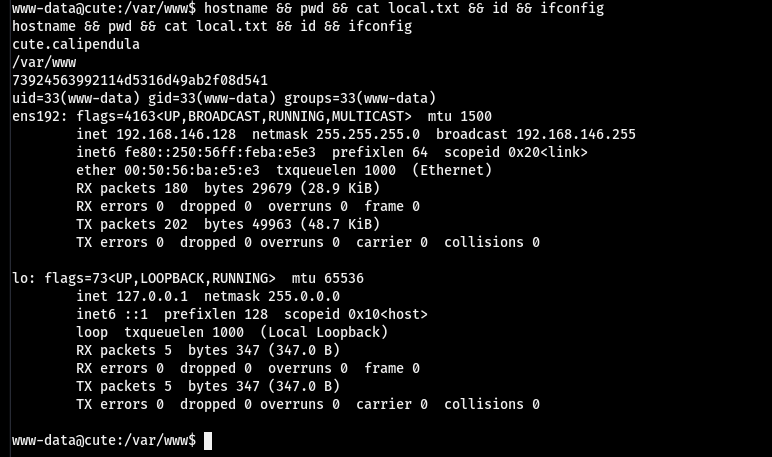 www-data@cute:/var/www$ hostname && pwd && cat local.txt && id && ifconfig
hostname && pwd && cat local.txt && id && ifconfig
cute.calipendula
/var/www
73924563992114d5316d49ab2f08d541
uid=33(www-data) gid=33(www-data) groups=33(www-data)
ens192: flags=4163<UP,BROADCAST,RUNNING,MULTICAST>  mtu 1500
        inet 192.168.146.128  netmask 255.255.255.0  broadcast 192.168.146.255
        inet6 fe80::250:56ff:feba:e5e3  prefixlen 64  scopeid 0x20<link>
        ether 00:50:56:ba:e5:e3  txqueuelen 1000  (Ethernet)
        RX packets 180  bytes 29679 (28.9 KiB)
        RX errors 0  dropped 0  overruns 0  frame 0
        TX packets 202  bytes 49963 (48.7 KiB)
        TX errors 0  dropped 0 overruns 0  carrier 0  collisions 0
lo: flags=73<UP,LOOPBACK,RUNNING>  mtu 65536
        inet 127.0.0.1  netmask 255.0.0.0
        inet6 ::1  prefixlen 128  scopeid 0x10<host>
        loop  txqueuelen 1000  (Local Loopback)
        RX packets 5  bytes 347 (347.0 B)
        RX errors 0  dropped 0  overruns 0  frame 0
        TX packets 5  bytes 347 (347.0 B)
        TX errors 0  dropped 0 overruns 0  carrier 0  collisions 0
www-data@cute:/var/www$